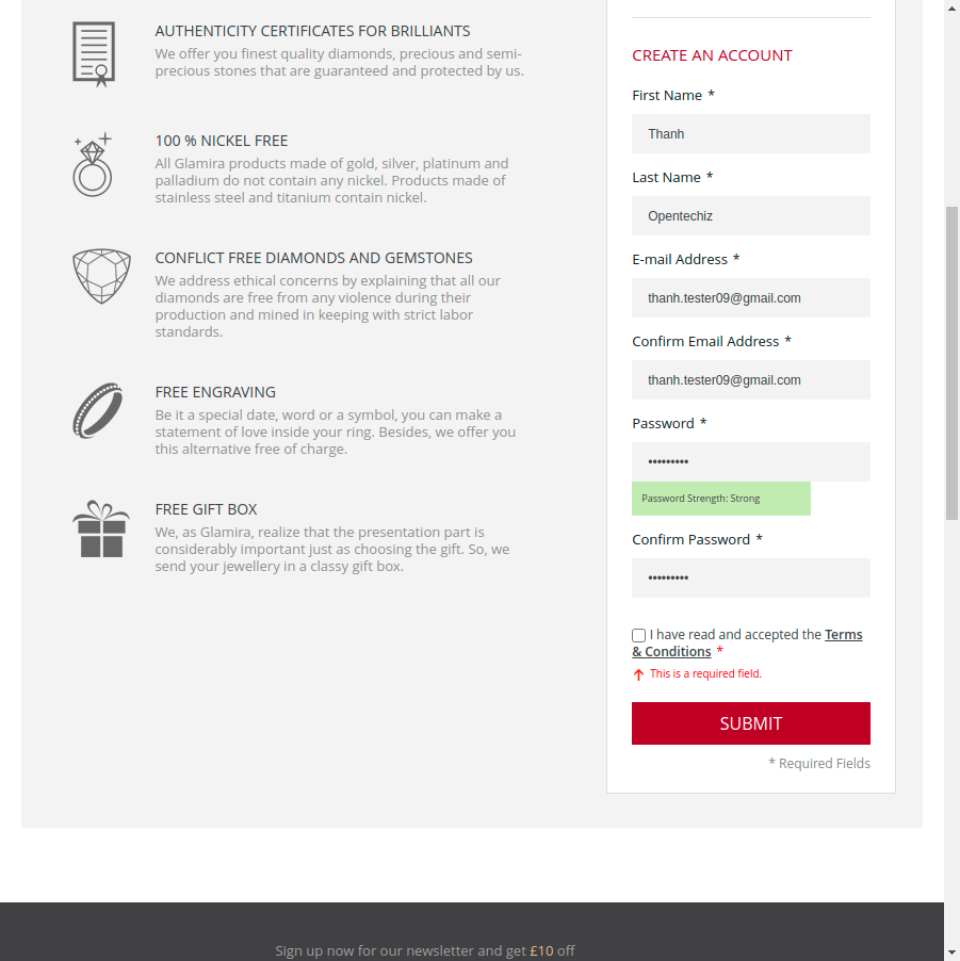 AUTHENTICITY CERTIFICATES FOR BRILLIANTS
We offer you finest quality diamonds, precious and semi-
precious stones that are guaranteed and protected by us.
100 % NICKEL FREE
All Glamira products made of gold, silver, platinum and
palladium do not contain any nickel. Products made of
stainless steel and titanium contain nickel.
CONFLICT FREE DIAMONDS AND GEMSTONES
We address ethical concerns by explaining that all our
diamonds are free from any violence during their
production and mined in keeping with strict labor
standards.
FREE ENGRAVING
Be it a special date, word or a symbol, you can make a
statement of love inside your ring. Besides, we offer you
this alternative free of charge.
FREE GIFT BOX
We, as Glamira, realize that the presentation part is
considerably important just as choosing the gift. So, we
send your jewellery in a classy gift box.
CREATE AN ACCOUNT
First Name *
Thanh
Last Name *
Opentechiz
E-mail Address *
thanh.tester09@gmail.com
Confirm Email Address *
thanh.tester09@gmail.com
Password *
•••••••••
Password Strength: Strong
Confirm Password *
•••••••••
I have read and accepted the Terms
& Conditions *
This is a required field.
SUBMIT
* Required Fields
Sign up now for our newsletter and get £10 off